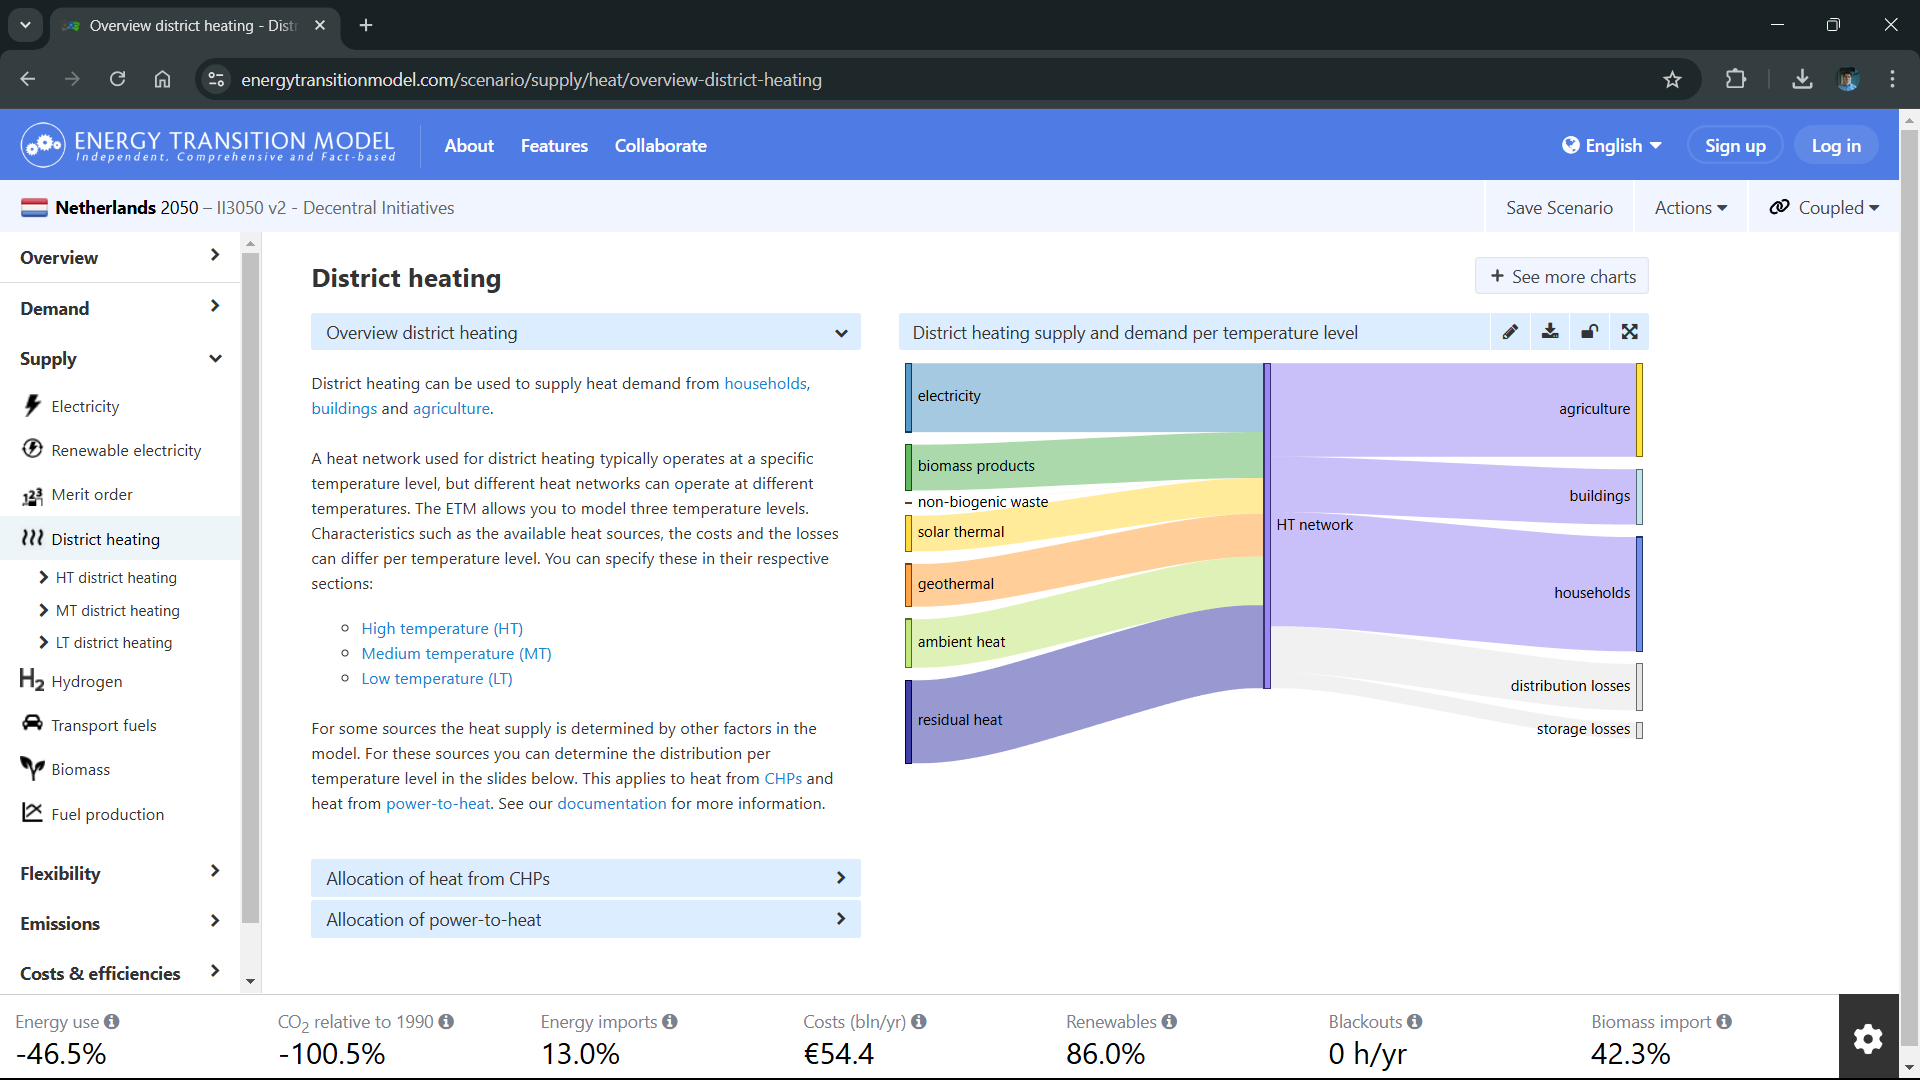 Overview district heating - Distr
energytransitionmodel.com/scenario/supply/heat/overview-district-heating
ENERGY TRANSITION MODEL
Independent, Comprehensive and Fact-based
About
Features
Collaborate
English
Sign up
Log in
Netherlands 2050 – II3050 v2 - Decentral Initiatives
Save Scenario
Actions
Coupled
Overview
Demand
Supply
Electricity
Renewable electricity
Merit order
District heating
HT district heating
MT district heating
LT district heating
Hydrogen
Transport fuels
Biomass
Fuel production
Flexibility
Emissions
Costs & efficiencies
District heating
See more charts
Overview district heating
District heating can be used to supply heat demand from households,
buildings and agriculture.
A heat network used for district heating typically operates at a specific
temperature level, but different heat networks can operate at different
temperatures. The ETM allows you to model three temperature levels.
Characteristics such as the available heat sources, the costs and the losses
can differ per temperature level. You can specify these in their respective
sections:
High temperature (HT)
Medium temperature (MT)
Low temperature (LT)
For some sources the heat supply is determined by other factors in the
model. For these sources you can determine the distribution per
temperature level in the slides below. This applies to heat from CHPs and
heat from power-to-heat. See our documentation for more information.
Allocation of heat from CHPs
Allocation of power-to-heat
District heating supply and demand per temperature level
electricity
biomass products
non-biogenic waste
solar thermal
geothermal
ambient heat
residual heat
HT network
agriculture
buildings
households
distribution losses
storage losses
Energy use
-46.5%
CO2 relative to 1990
-100.5%
Energy imports
13.0%
Costs (bln/yr)
€54.4
Renewables
86.0%
Blackouts
0 h/yr
Biomass import
42.3%